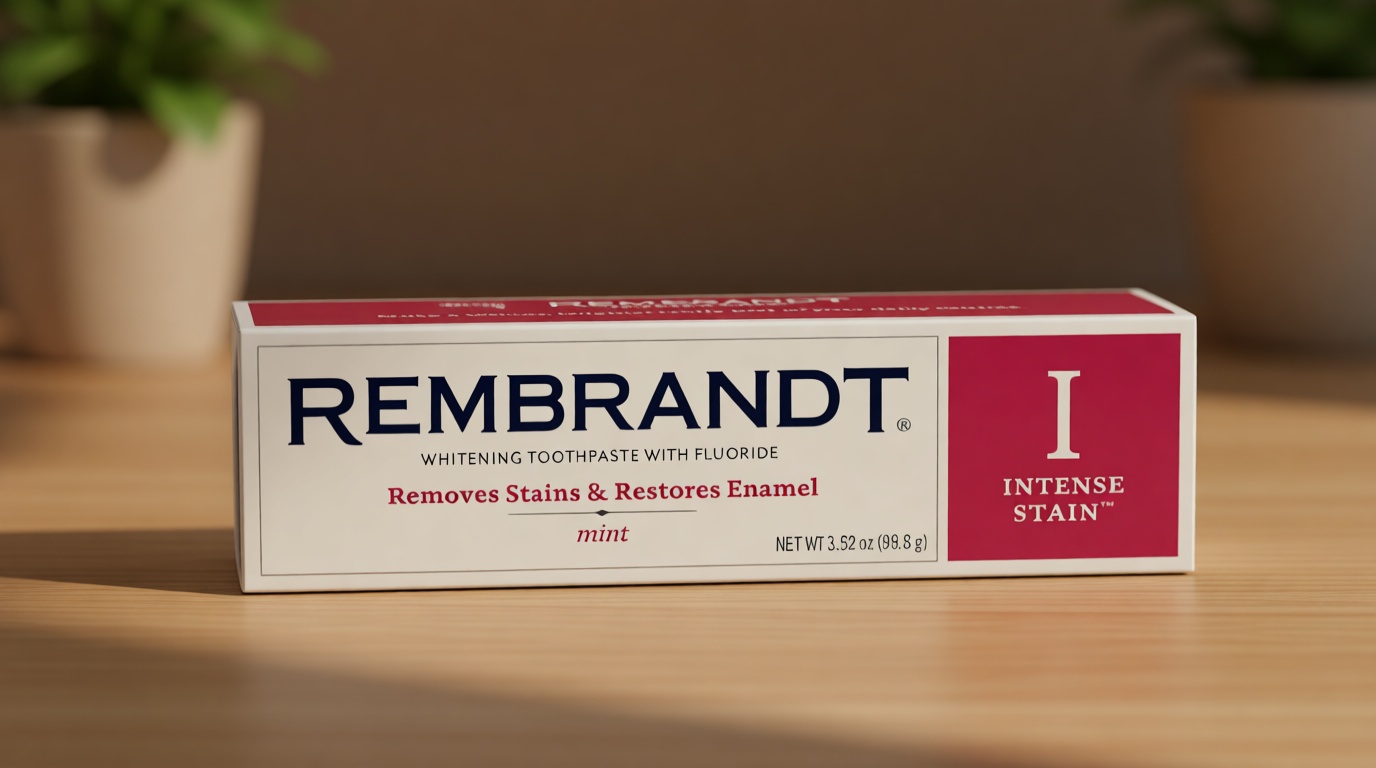 REMBRANDT
REMBRANDT®
WHITENING TOOTHPASTE WITH FLUORIDE
Removes Stains & Restores Enamel
mint
NET WT 3.52 oz (99.8 g)
I
INTENSE
STAIN™